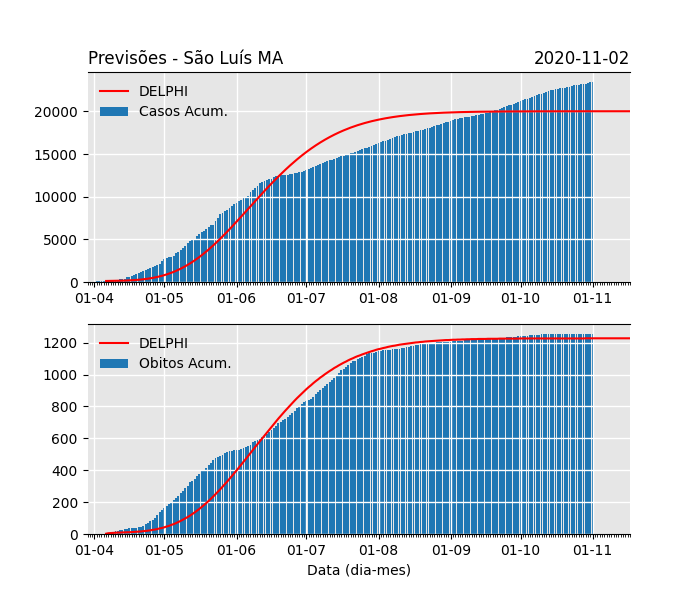 Previsões - São Luís MA 2020-11-02
DELPHI
Casos Acum.
20000
15000
10000
5000
0
01-04 01-05 01-06 01-07 01-08 01-09 01-10 01-11
DELPHI
Obitos Acum.
1200
1000
800
600
400
200
0
01-04 01-05 01-06 01-07 01-08 01-09 01-10 01-11
Data (dia-mes)